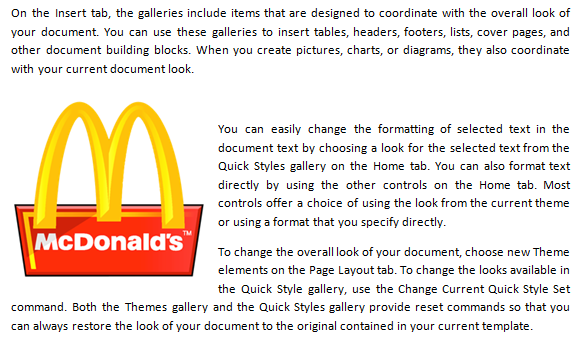 On the Insert tab, the galleries include items that are designed to coordinate with the overall look of
your document. You can use these galleries to insert tables, headers, footers, lists, cover pages, and
other document building blocks. When you create pictures, charts, or diagrams, they also coordinate
with your current document look.
You can easily change the formatting of selected text in the
document text by choosing a look for the selected text from the
Quick Styles gallery on the Home tab. You can also format text
directly by using the other controls on the Home tab. Most
controls offer a choice of using the look from the current theme
or using a format that you specify directly.
McDonald's™
To change the overall look of your document, choose new Theme
elements on the Page Layout tab. To change the looks available in
the Quick Style gallery, use the Change Current Quick Style Set
command. Both the Themes gallery and the Quick Styles gallery provide reset commands so that you
can always restore the look of your document to the original contained in your current template.